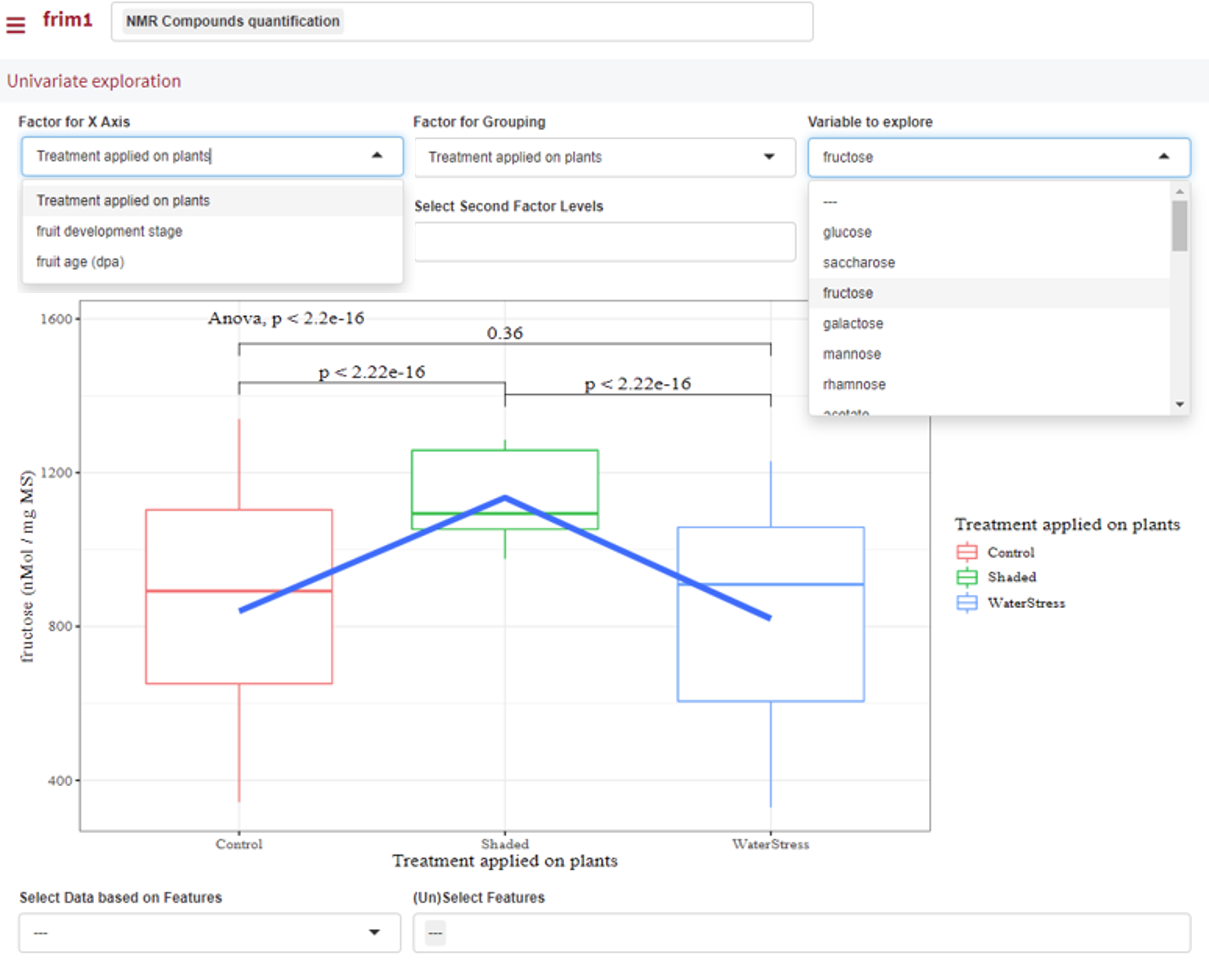 frim1
NMR Compounds quantification
Univariate exploration
Factor for X Axis
Factor for Grouping
Variable to explore
Treatment applied on plants
Treatment applied on plants
fructose
Treatment applied on plants
fruit development stage
fruit age (dpa)
Select Second Factor Levels
---
glucose
saccharose
fructose
galactose
mannose
rhamnose
acetate
1600
Anova, p < 2.2e-16
0.36
p < 2.22e-16
p < 2.22e-16
1200
800
400
fructose (nMol / mg MS)
Treatment applied on plants
Control
Shaded
WaterStress
Control
Shaded
WaterStress
Treatment applied on plants
Select Data based on Features
(Un)Select Features
---
---